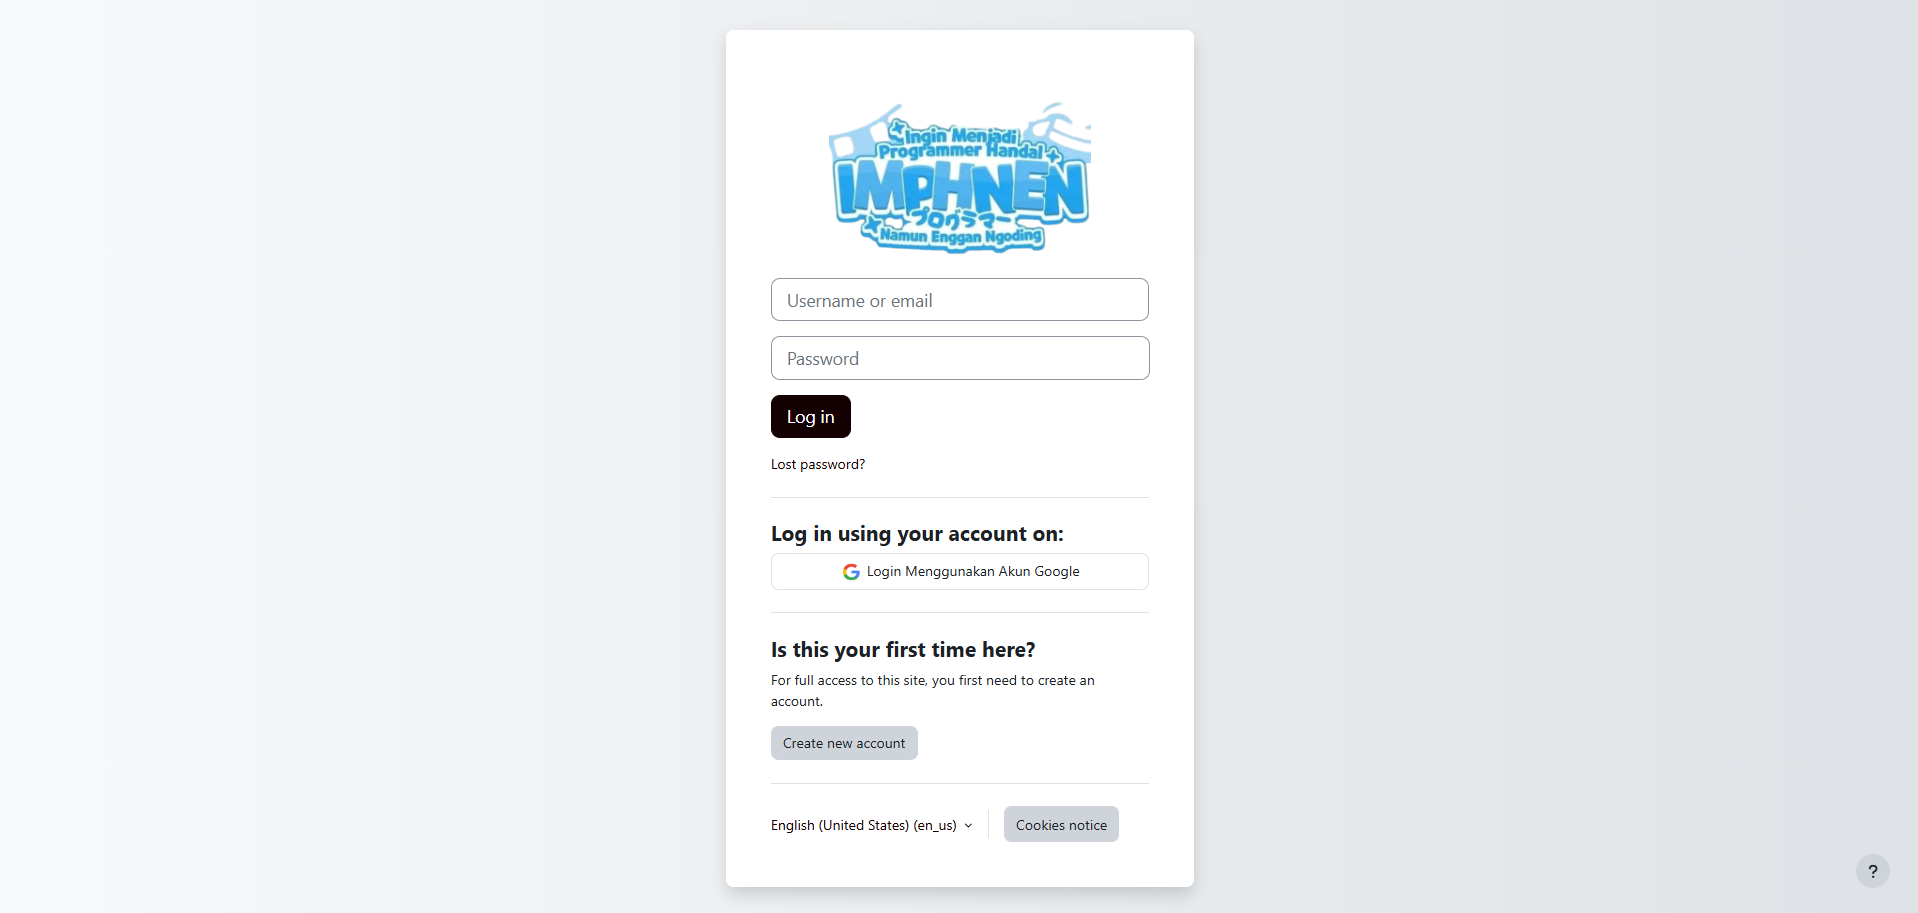 Ingin Menjadi
Programmer Handal
IMPHNEN
プログラマー
Namun Enggan Ngoding
Username or email
Password
Log in
Lost password?
Log in using your account on:
Login Menggunakan Akun Google
Is this your first time here?
For full access to this site, you first need to create an
account.
Create new account
English (United States) ‎(en_us)‎
Cookies notice
?